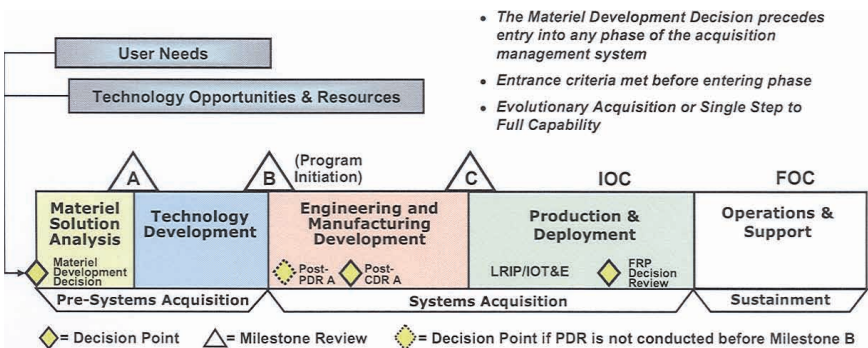 • The Materiel Development Decision precedes
entry into any phase of the acquisition
management system
• Entrance criteria met before entering phase
• Evolutionary Acquisition or Single Step to
Full Capability
User Needs
Technology Opportunities & Resources
A
B
(Program
Initiation)
C
IOC
FOC
Materiel
Solution
Analysis
Technology
Development
Engineering and
Manufacturing
Development
Production &
Deployment
Operations &
Support
Materiel
Development
Decision
Post-
PDR A
Post-
CDR A
LRIP/IOT&E
FRP
Decision
Review
Pre-Systems Acquisition
Systems Acquisition
Sustainment
= Decision Point
= Milestone Review
= Decision Point if PDR is not conducted before Milestone B